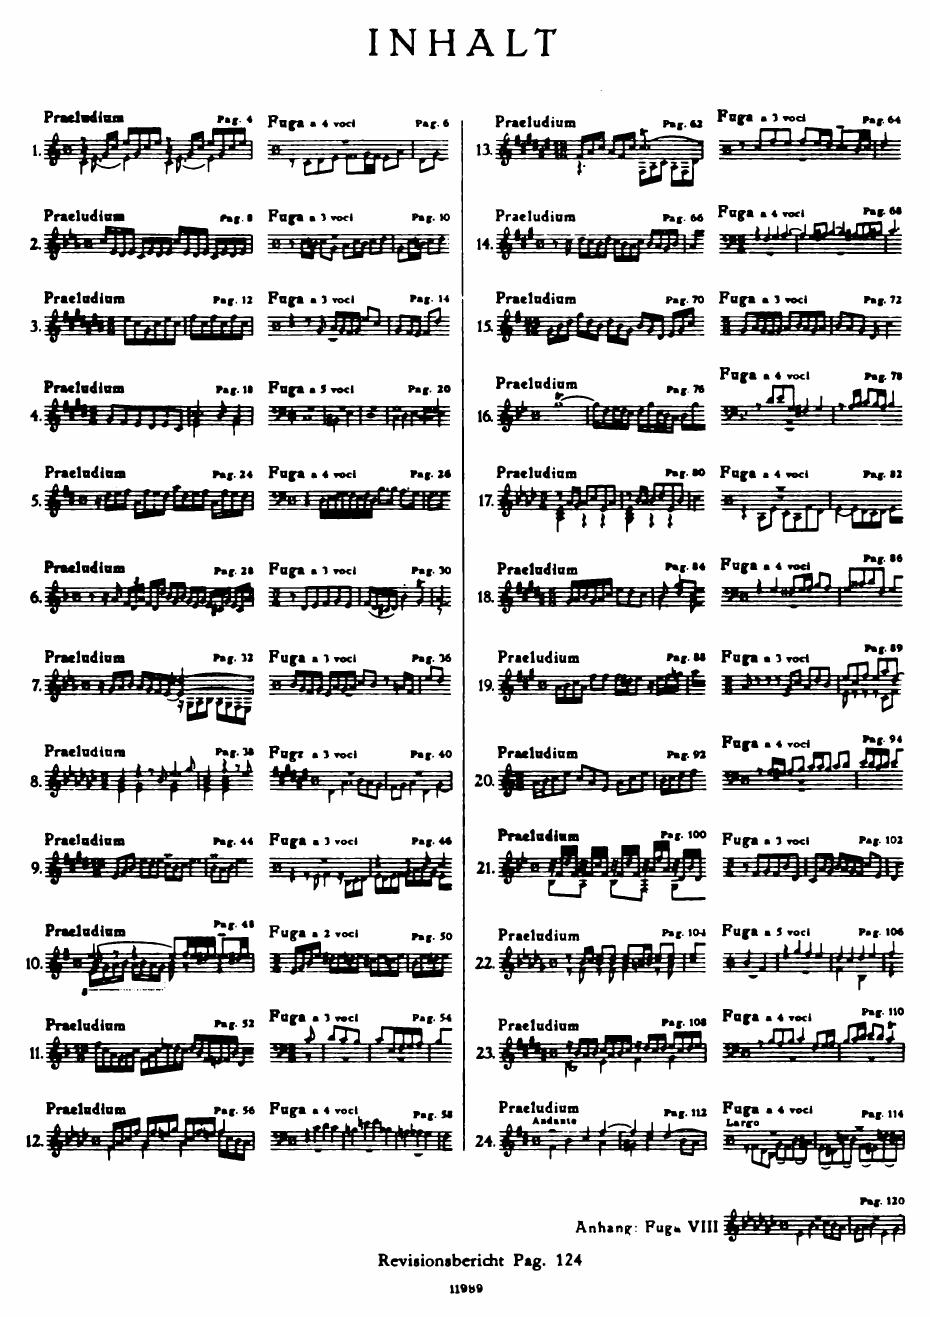 INHALT
Praeludium Pag. 4 Fuga a 4 voci Pag. 6
1.
Praeludium Pag. 8 Fuga a 3 voci Pag. 10
2.
Praeludium Pag. 12 Fuga a 3 voci Pag. 14
3.
Praeludium Pag. 18 Fuga a 5 voci Pag. 20
4.
Praeludium Pag. 24 Fuga a 4 voci Pag. 26
5.
Praeludium Pag. 28 Fuga a 3 voci Pag. 30
6.
Praeludium Pag. 32 Fuga a 3 voci Pag. 36
7.
Praeludium Pag. 38 Fuga a 3 voci Pag. 40
8.
Praeludium Pag. 44 Fuga a 3 voci Pag. 46
9.
Praeludium Pag. 48 Fuga a 2 voci Pag. 50
10.
8
Praeludium Pag. 52 Fuga a 3 voci Pag. 54
11.
Praeludium Pag. 56 Fuga a 4 voci Pag. 58
12.
Praeludium Pag. 62 Fuga a 3 voci Pag. 64
13.
Praeludium Pag. 66 Fuga a 4 voci Pag. 68
14.
Praeludium Pag. 70 Fuga a 3 voci Pag. 72
15.
Praeludium Pag. 76 Fuga a 4 voci Pag. 78
16.
Praeludium Pag. 80 Fuga a 4 voci Pag. 82
17.
Praeludium Pag. 84 Fuga a 4 voci Pag. 86
18.
Praeludium Pag. 88 Fuga a 3 voci Pag. 89
19.
Praeludium Pag. 92 Fuga a 4 voci Pag. 94
20.
Praeludium Pag. 100 Fuga a 3 voci Pag. 102
21.
Praeludium Pag. 104 Fuga a 5 voci Pag. 106
22.
Praeludium Pag. 108 Fuga a 4 voci Pag. 110
23.
Praeludium Pag. 112 Fuga a 4 voci Pag. 114
Andante Largo
24.
Pag. 120
Anhang: Fuga VIII
Revisionsbericht Pag. 124
11989